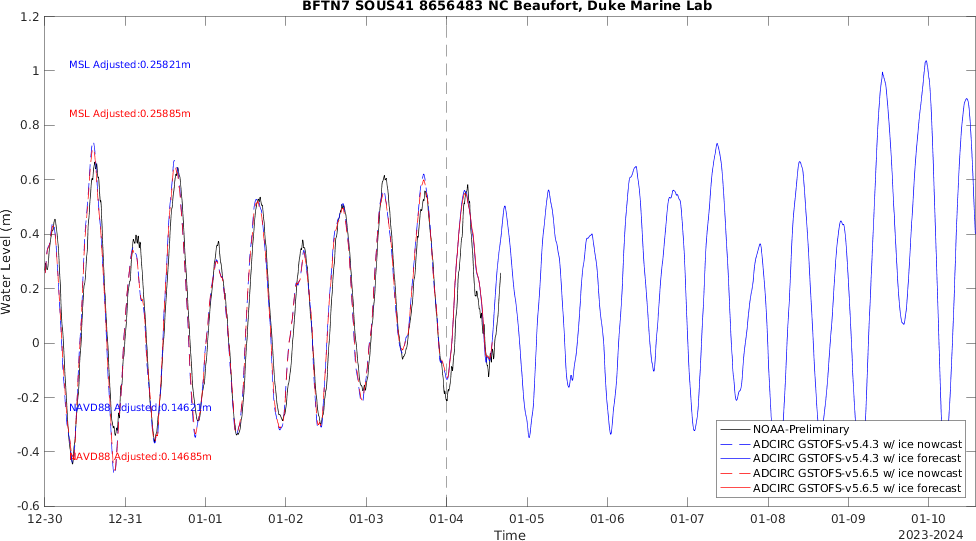 BFTN7 SOUS41 8656483 NC Beaufort, Duke Marine Lab
1.2
1
0.8
0.6
0.4
0.2
0
-0.2
-0.4
-0.6
Water Level (m)
MSL Adjusted:0.25821m
MSL Adjusted:0.25885m
NAVD88 Adjusted:0.14621m
NAVD88 Adjusted:0.14685m
NOAA-Preliminary
ADCIRC GSTOFS-v5.4.3 w/ ice nowcast
ADCIRC GSTOFS-v5.4.3 w/ ice forecast
ADCIRC GSTOFS-v5.6.5 w/ ice nowcast
ADCIRC GSTOFS-v5.6.5 w/ ice forecast
12-30 12-31 01-01 01-02 01-03 01-04 01-05 01-06 01-07 01-08 01-09 01-10
Time
2023-2024